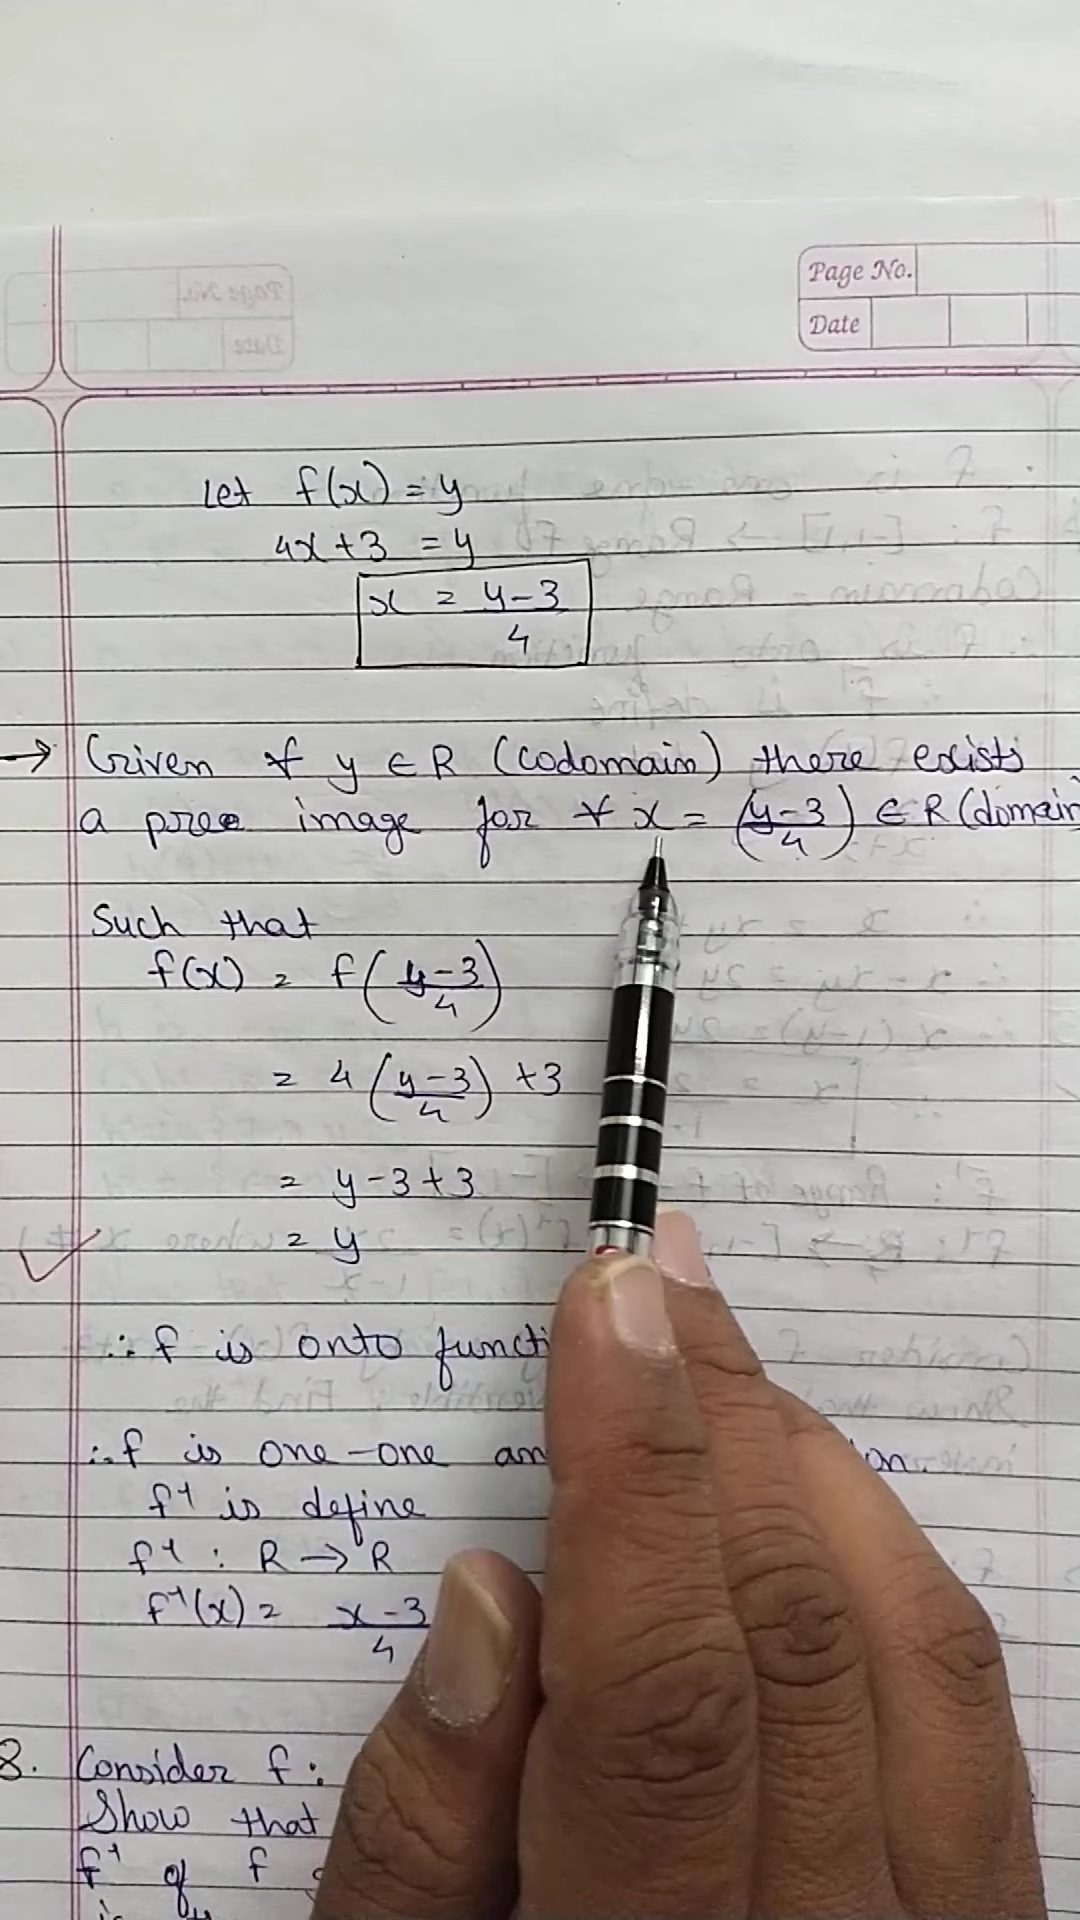 Page No.
Date
Let f(x) = y
4x + 3 = y
x = y-3
4
→ Given ∀ y ∈ R (codomain) there exists
a pree image for ∀ x = (y-3/4) ∈ R (domain
Such that
f(x) = f(y-3/4)
= 4(y-3/4) +3
= y-3+3
= y
∴ f is onto functi
∴ f is one-one an on.
f⁻¹ is define
f⁻¹ : R → R
f⁻¹(x) = x-3
4
8. Consider f:
Show that
f⁻¹ of f